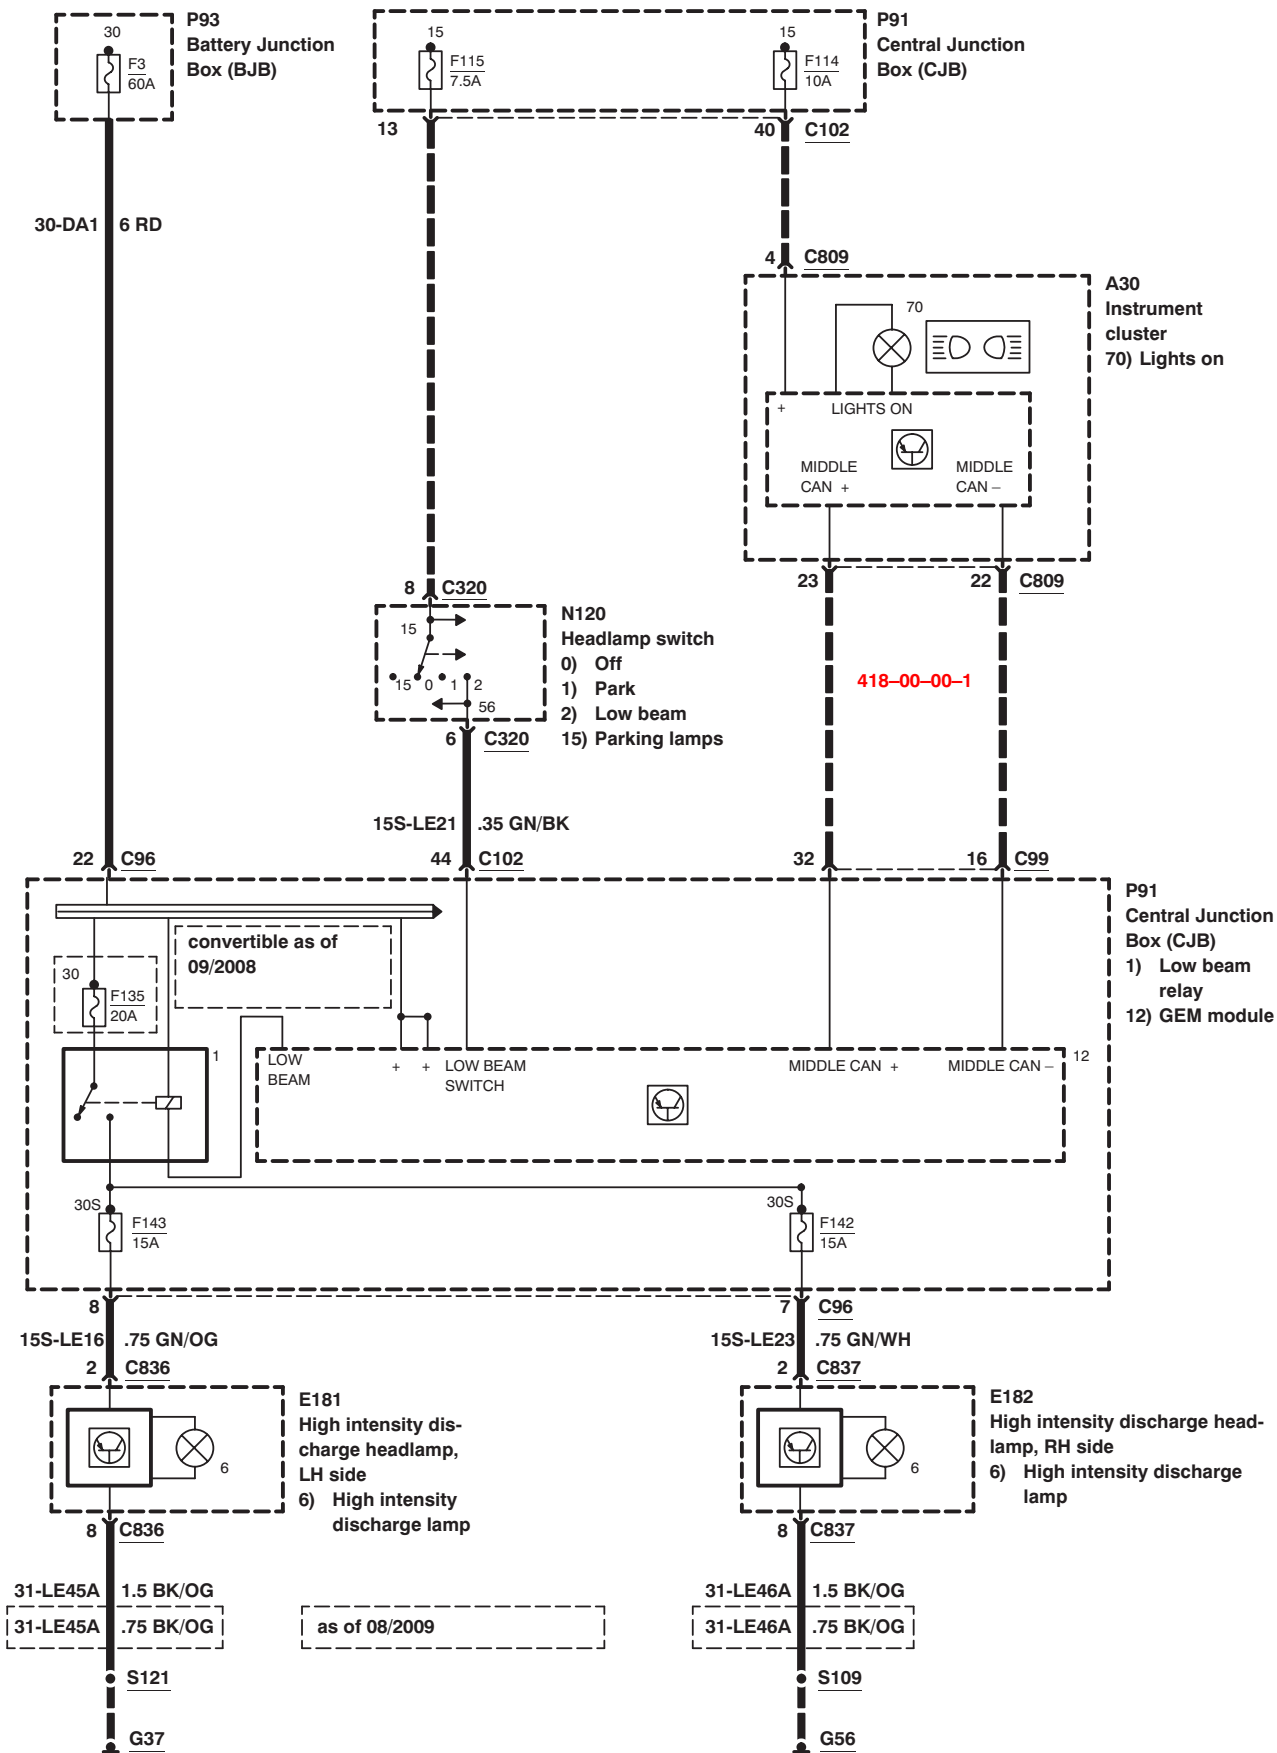 P93
Battery Junction
Box (BJB)
30
F3
60A
15
F115
7.5A
15
F114
10A
P91
Central Junction
Box (CJB)
13
40 C102
30-DA1 6 RD
4 C809
A30
Instrument
cluster
70) Lights on
70
+ LIGHTS ON
MIDDLE
CAN +
MIDDLE
CAN –
23
22 C809
8 C320
15
15 0 1 2
56
N120
Headlamp switch
0) Off
1) Park
2) Low beam
15) Parking lamps
6 C320
418–00–00–1
15S-LE21 .35 GN/BK
22 C96
44 C102
32
16 C99
P91
Central Junction
Box (CJB)
1) Low beam
relay
12) GEM module
convertible as of
09/2008
30
F135
20A
1
LOW
BEAM
+ +
LOW BEAM
SWITCH
MIDDLE CAN +
MIDDLE CAN –
12
30S
F143
15A
30S
F142
15A
8
7 C96
15S-LE16 .75 GN/OG
15S-LE23 .75 GN/WH
2 C836
2 C837
E181
High intensity dis-
charge headlamp,
LH side
6) High intensity
discharge lamp
6
E182
High intensity discharge head-
lamp, RH side
6) High intensity discharge
lamp
6
8 C836
8 C837
31-LE45A 1.5 BK/OG
31-LE46A 1.5 BK/OG
31-LE45A .75 BK/OG
as of 08/2009
31-LE46A .75 BK/OG
S121
S109
G37
G56